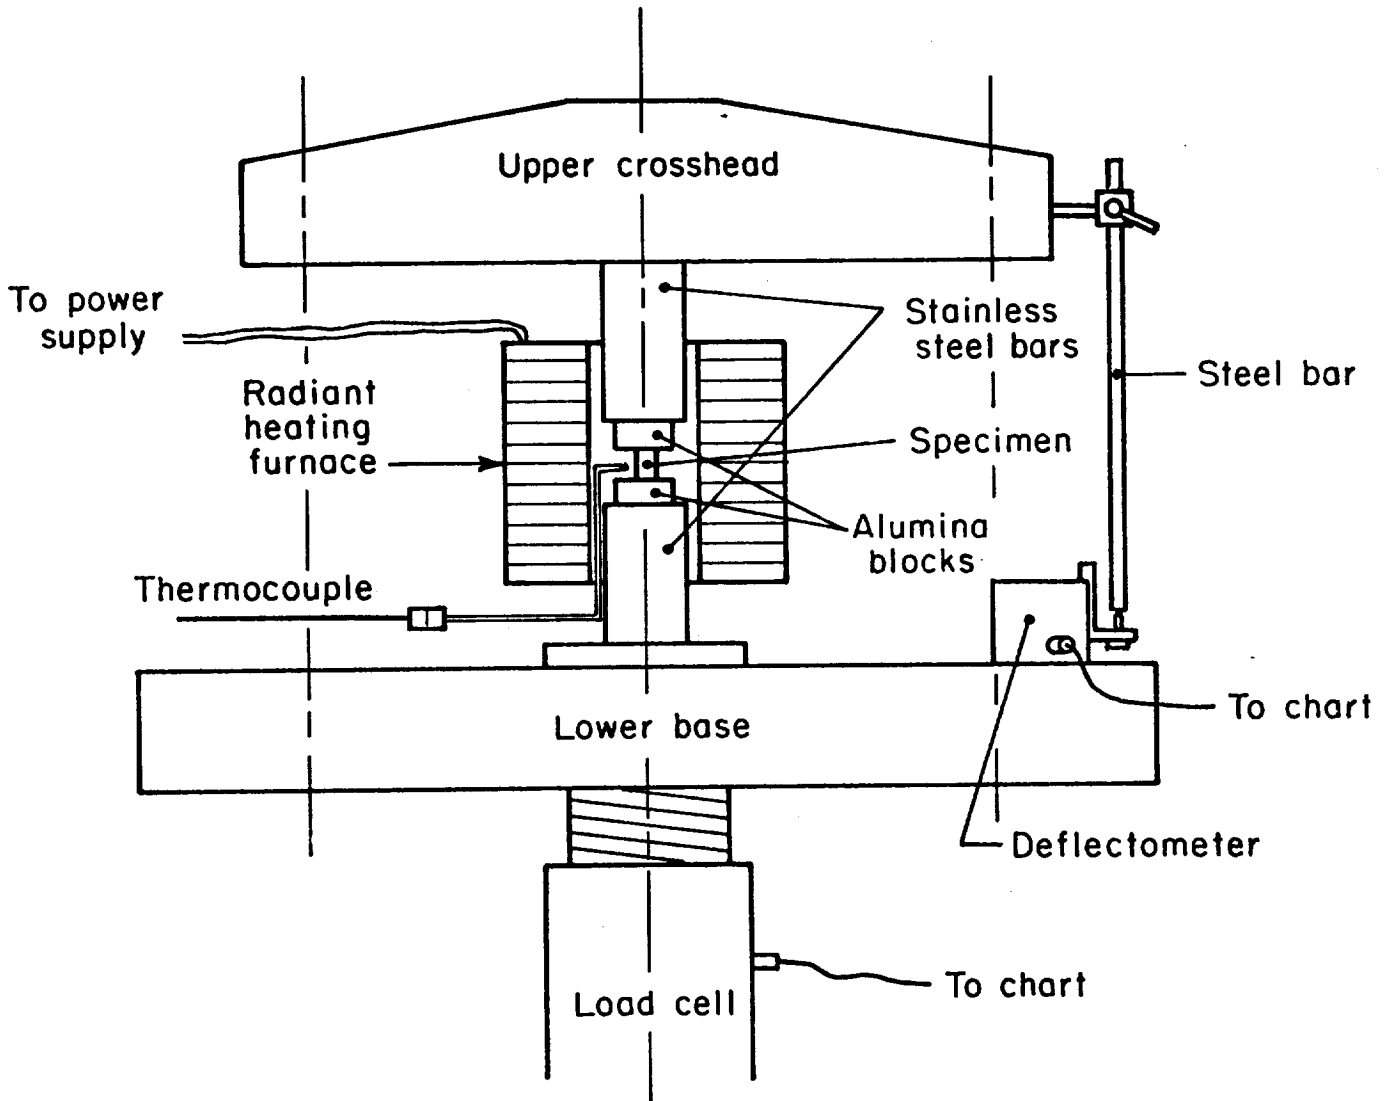 Upper crosshead
To power
supply
Stainless
steel bars
Steel bar
Radiant
heating
furnace
Specimen
Alumina
blocks
Thermocouple
To chart
Lower base
Deflectometer
To chart
Load cell